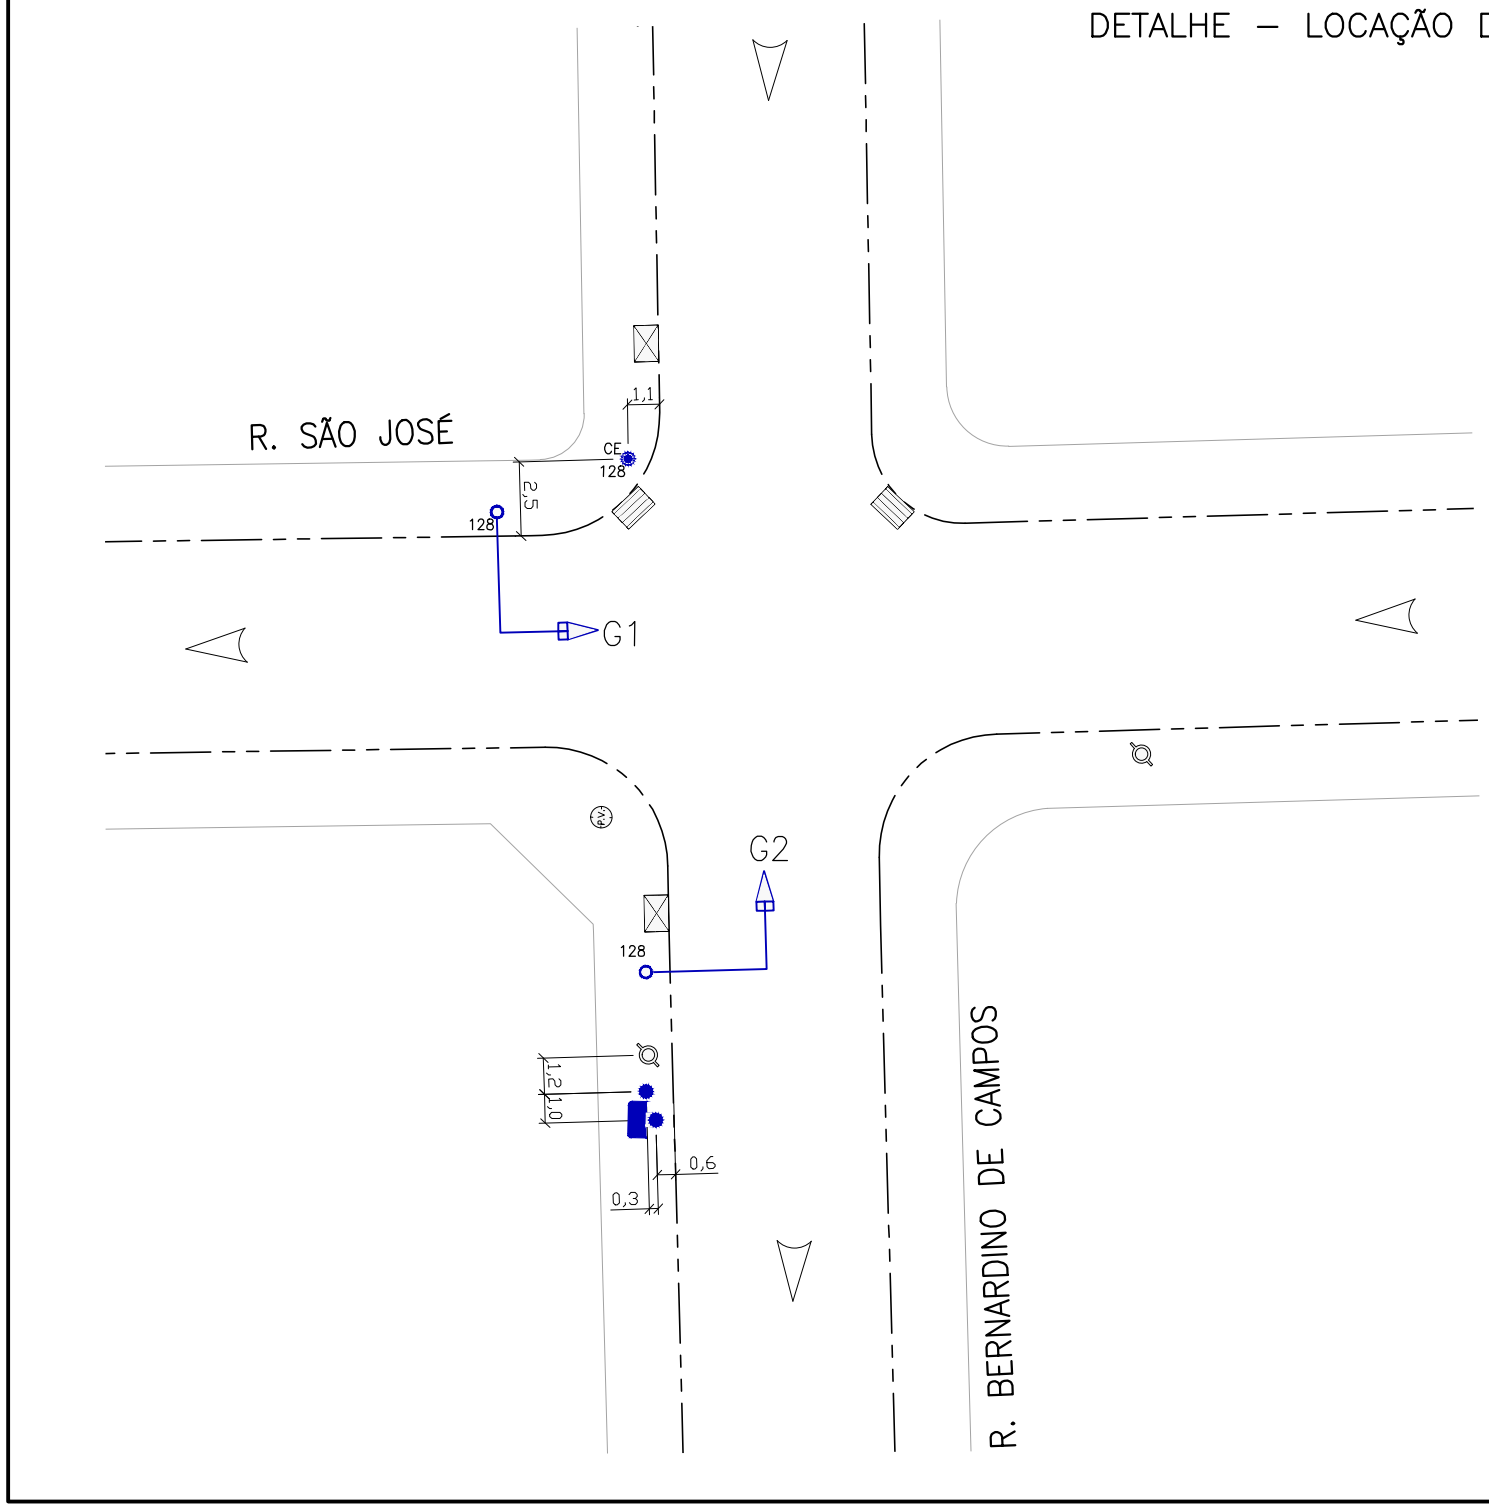 DETALHE – LOCAÇÃO
1,1
R. SÃO JOSÉ
CE
128
2,5
128
G1
P.V.
G2
128
1,2
1,0
0,6
0,3
R. BERNARDINO DE CAMPOS